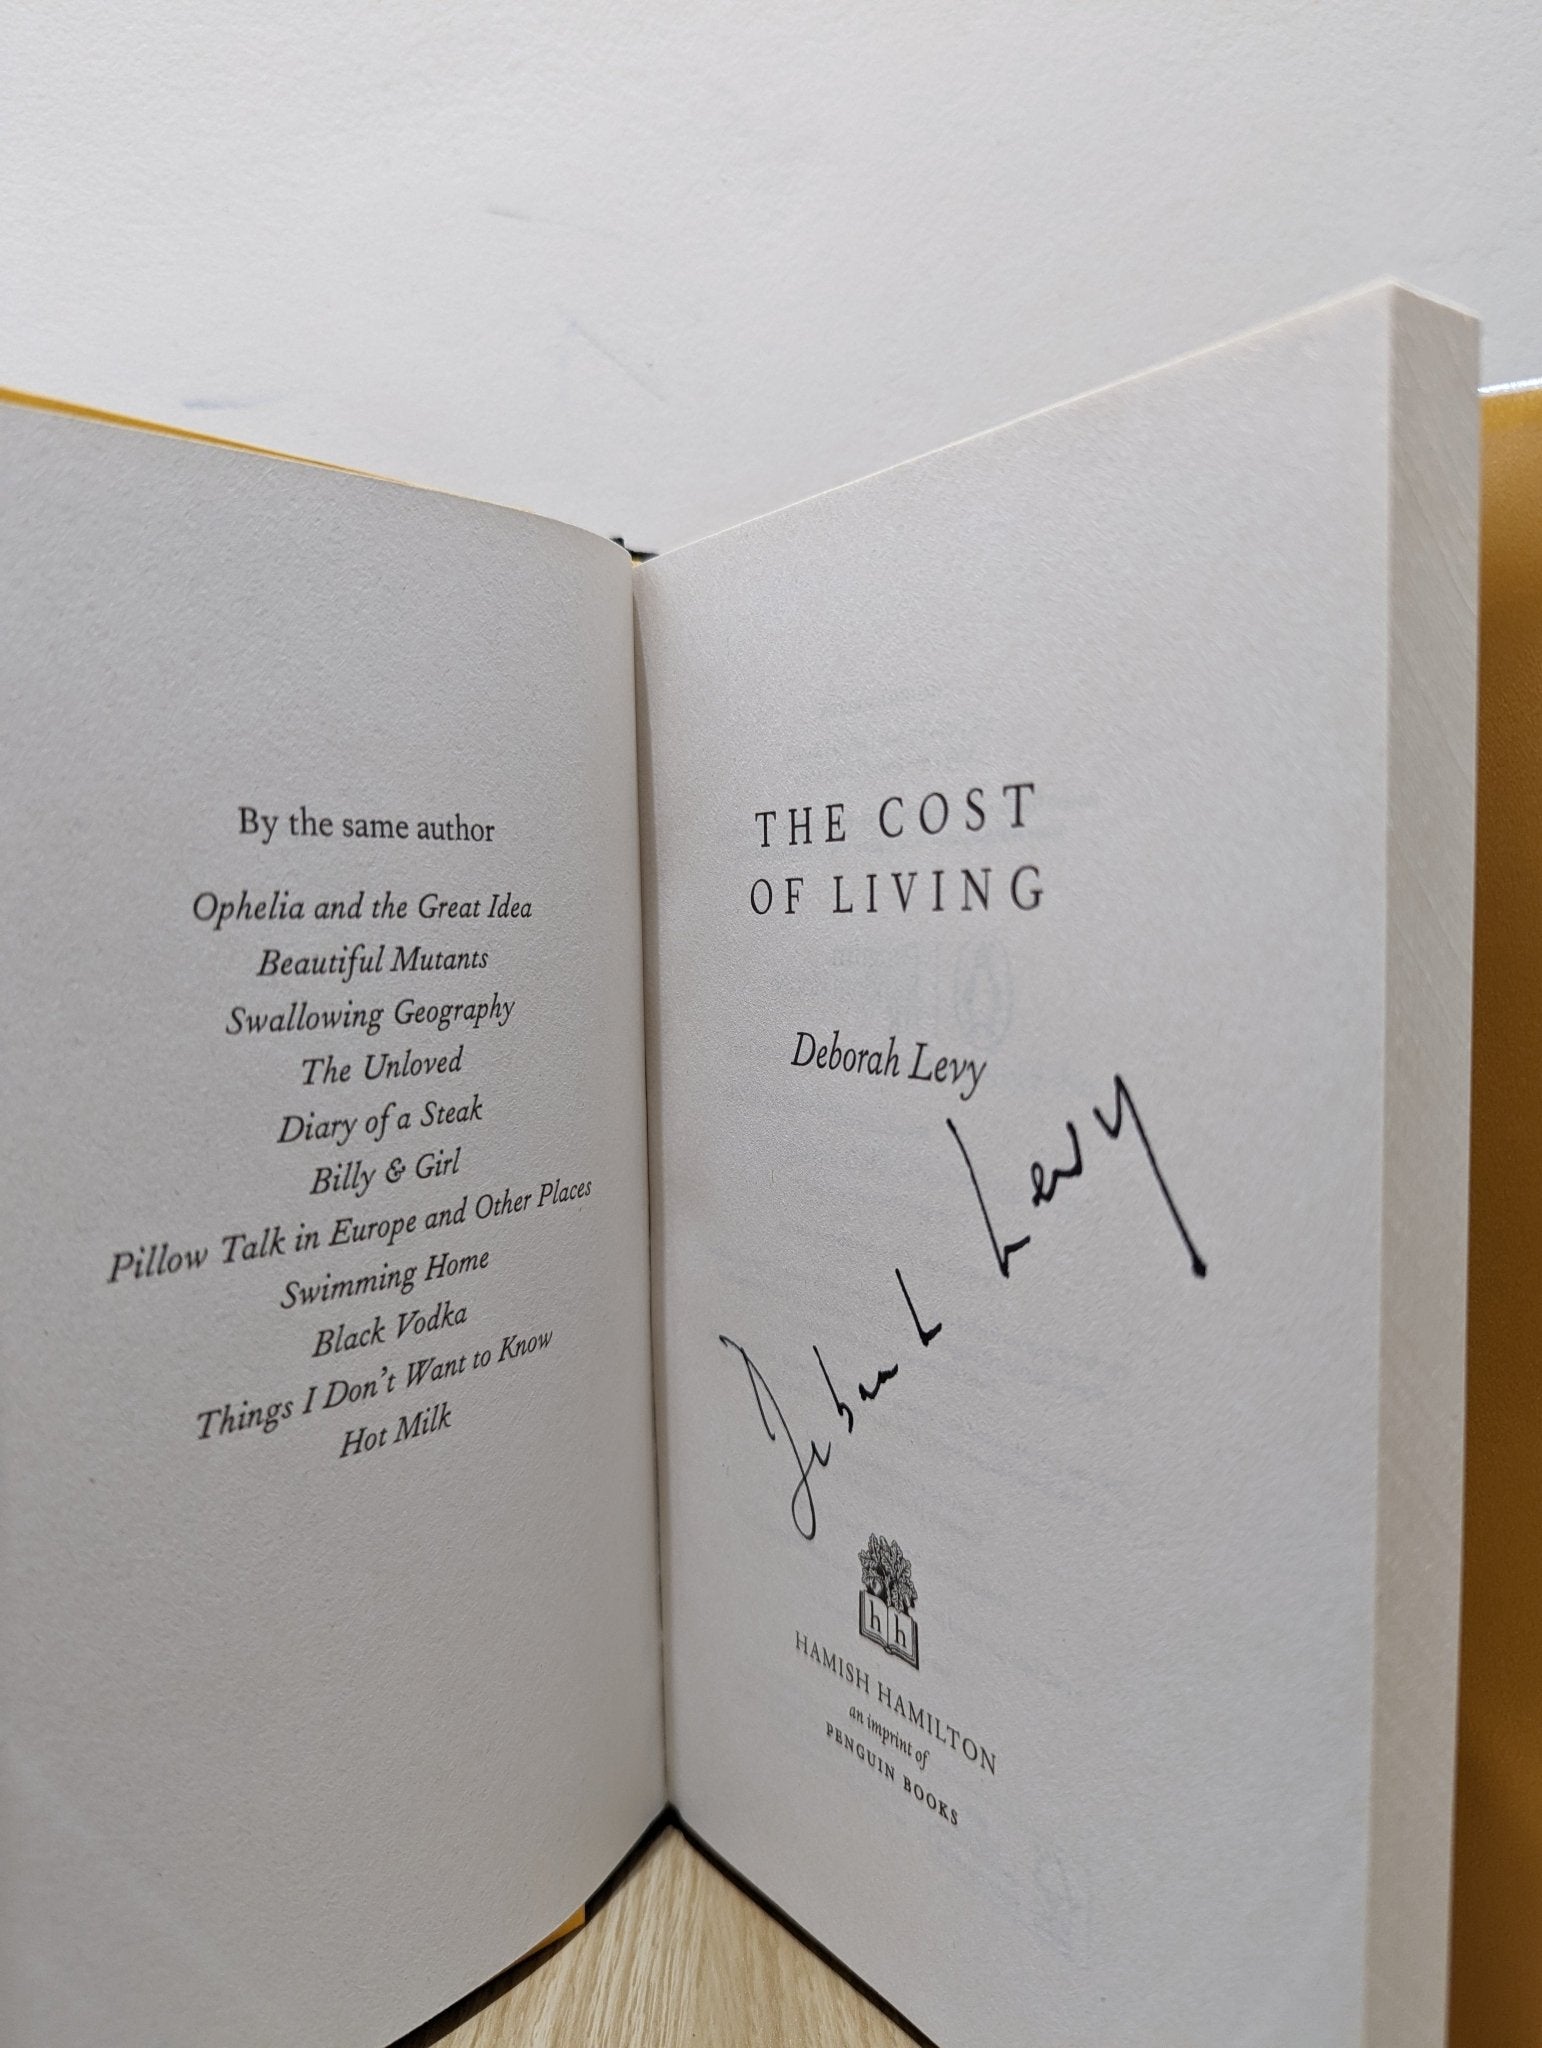 By the same author
Ophelia and the Great Idea
Beautiful Mutants
Swallowing Geography
The Unloved
Diary of a Steak
Billy & Girl
Pillow Talk in Europe and Other Places
Swimming Home
Black Vodka
Things I Don't Want to Know
Hot Milk
THE COST
OF LIVING
Deborah Levy
Deborah Levy
h h
HAMISH HAMILTON
an imprint of
PENGUIN BOOKS